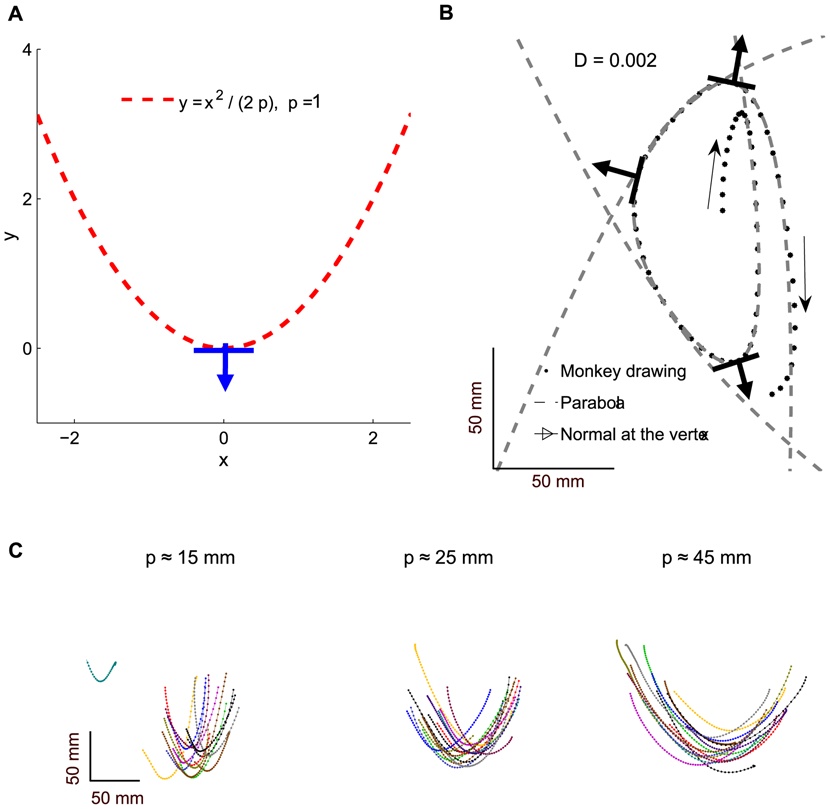 A
4
y = x² / (2 p), p =1
2
y
0
−2
0
2
x
B
D = 0.002
Monkey drawing
Parabola
Normal at the vertex
50 mm
50 mm
C
p ≈ 15 mm
p ≈ 25 mm
p ≈ 45 mm
50 mm
50 mm